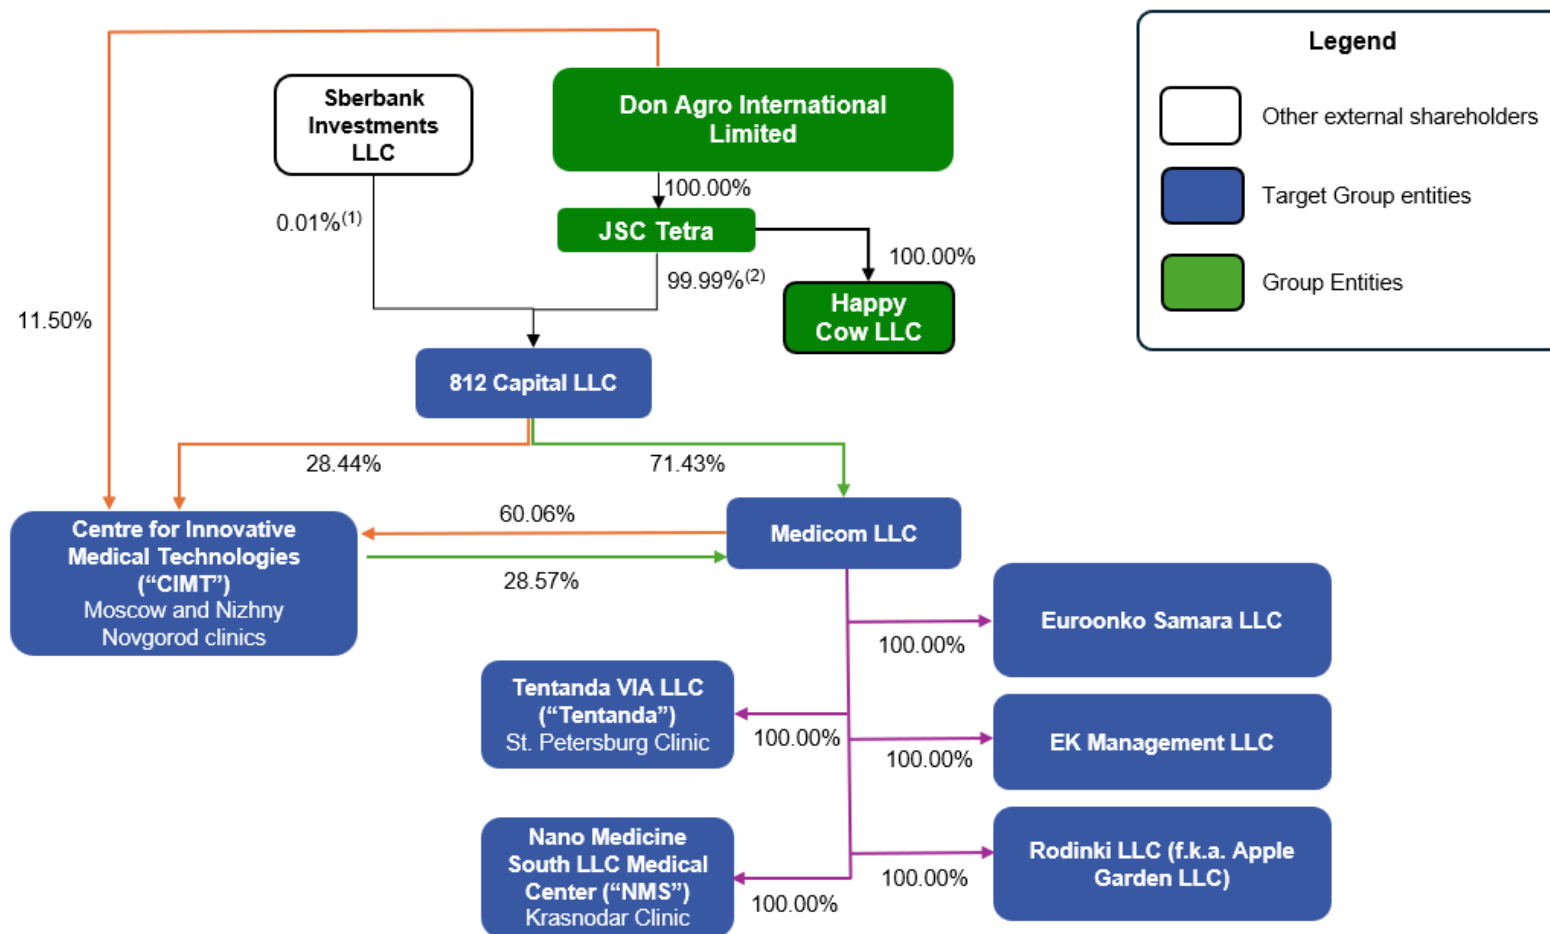 Legend
Other external shareholders
Target Group entities
Group Entities
Sberbank
Investments
LLC
Don Agro International
Limited
100.00%
0.01%(1)
JSC Tetra
99.99%(2)
100.00%
Happy
Cow LLC
11.50%
812 Capital LLC
28.44%
71.43%
Centre for Innovative
Medical Technologies
(“CIMT”)
Moscow and Nizhny
Novgorod clinics
60.06%
28.57%
Medicom LLC
Euroonko Samara LLC
100.00%
Tentanda VIA LLC
(“Tentanda”)
St. Petersburg Clinic
100.00%
EK Management LLC
100.00%
Nano Medicine
South LLC Medical
Center (“NMS”)
Krasnodar Clinic
100.00%
Rodinki LLC (f.k.a. Apple
Garden LLC)
100.00%